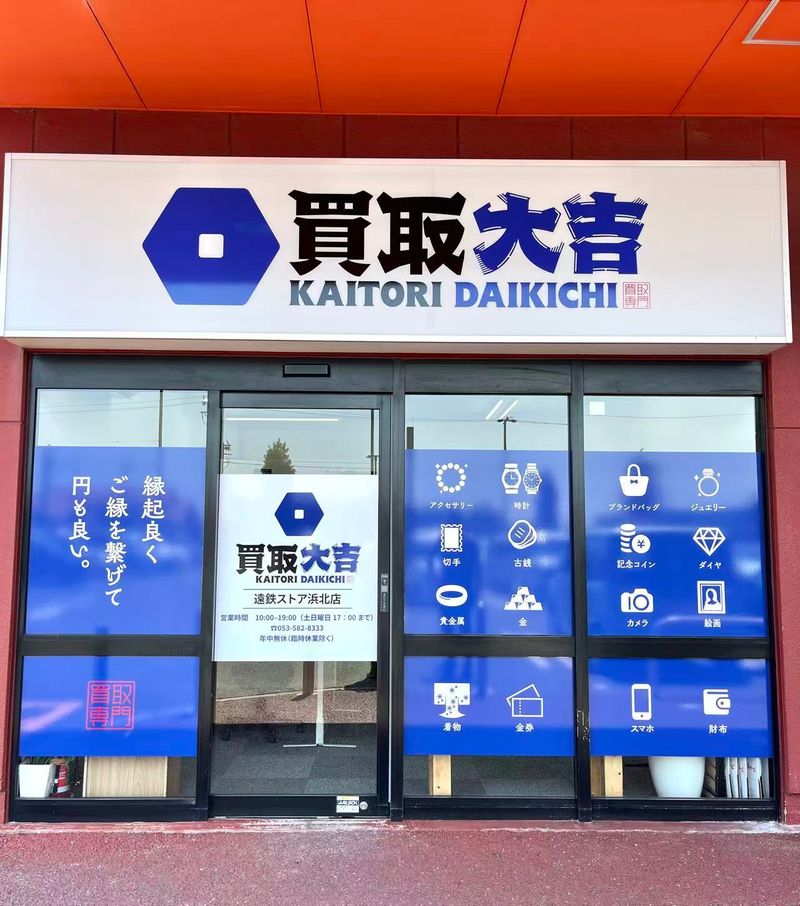 買取大吉
KAITORI DAIKICHI
買取
専門
縁起良く
ご縁を繋げて
円も良い。
買取
専門
買取大吉
KAITORI DAIKICHI
遠鉄ストア浜北店
営業時間 10:00-19:00（土日曜日17：00まで）
☎053-582-8333
年中無休（臨時休業除く）
アクセサリー
時計
切手
古銭
貴金属
金
着物
金券
ブランドバッグ
ジュエリー
記念コイン
ダイヤ
カメラ
絵画
スマホ
財布